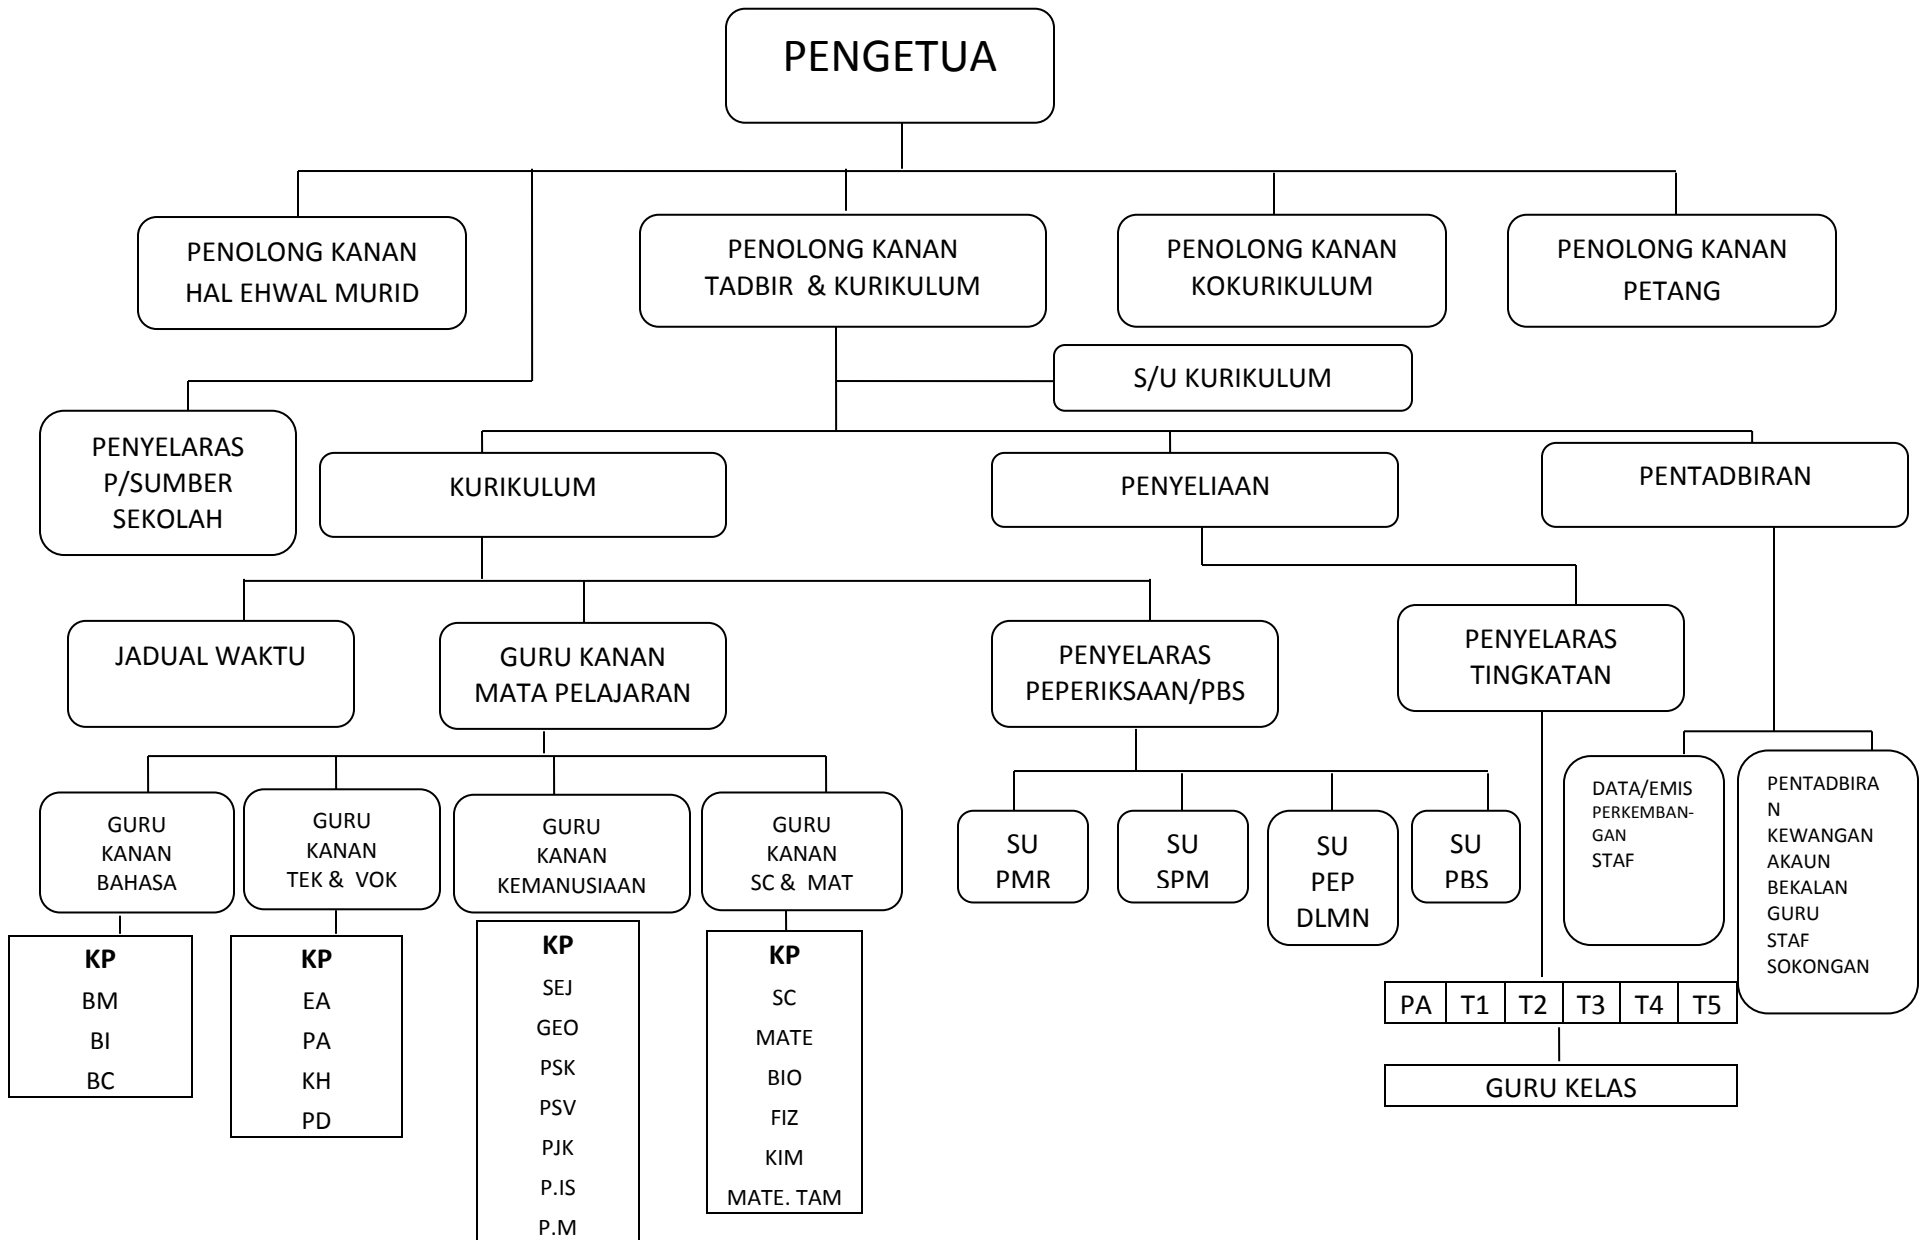 PENGETUA
PENOLONG KANAN
HAL EHWAL MURID
PENOLONG KANAN
TADBIR & KURIKULUM
PENOLONG KANAN
KOKURIKULUM
PENOLONG KANAN
PETANG
S/U KURIKULUM
PENYELARAS
P/SUMBER
SEKOLAH
KURIKULUM
PENYELIAAN
PENTADBIRAN
JADUAL WAKTU
GURU KANAN
MATA PELAJARAN
PENYELARAS
PEPERIKSAAN/PBS
PENYELARAS
TINGKATAN
GURU
KANAN
BAHASA
GURU
KANAN
TEK & VOK
GURU
KANAN
KEMANUSIAAN
GURU
KANAN
SC & MAT
SU
PMR
SU
SPM
SU
PEP
DLMN
SU
PBS
DATA/EMIS
PERKEMBAN-
GAN
STAF
PENTADBIRA
N
KEWANGAN
AKAUN
BEKALAN
GURU
STAF
SOKONGAN
KP
BM
BI
BC
KP
EA
PA
KH
PD
KP
SEJ
GEO
PSK
PSV
PJK
P.IS
P.M
KP
SC
MATE
BIO
FIZ
KIM
MATE. TAM
PA T1 T2 T3 T4 T5
GURU KELAS